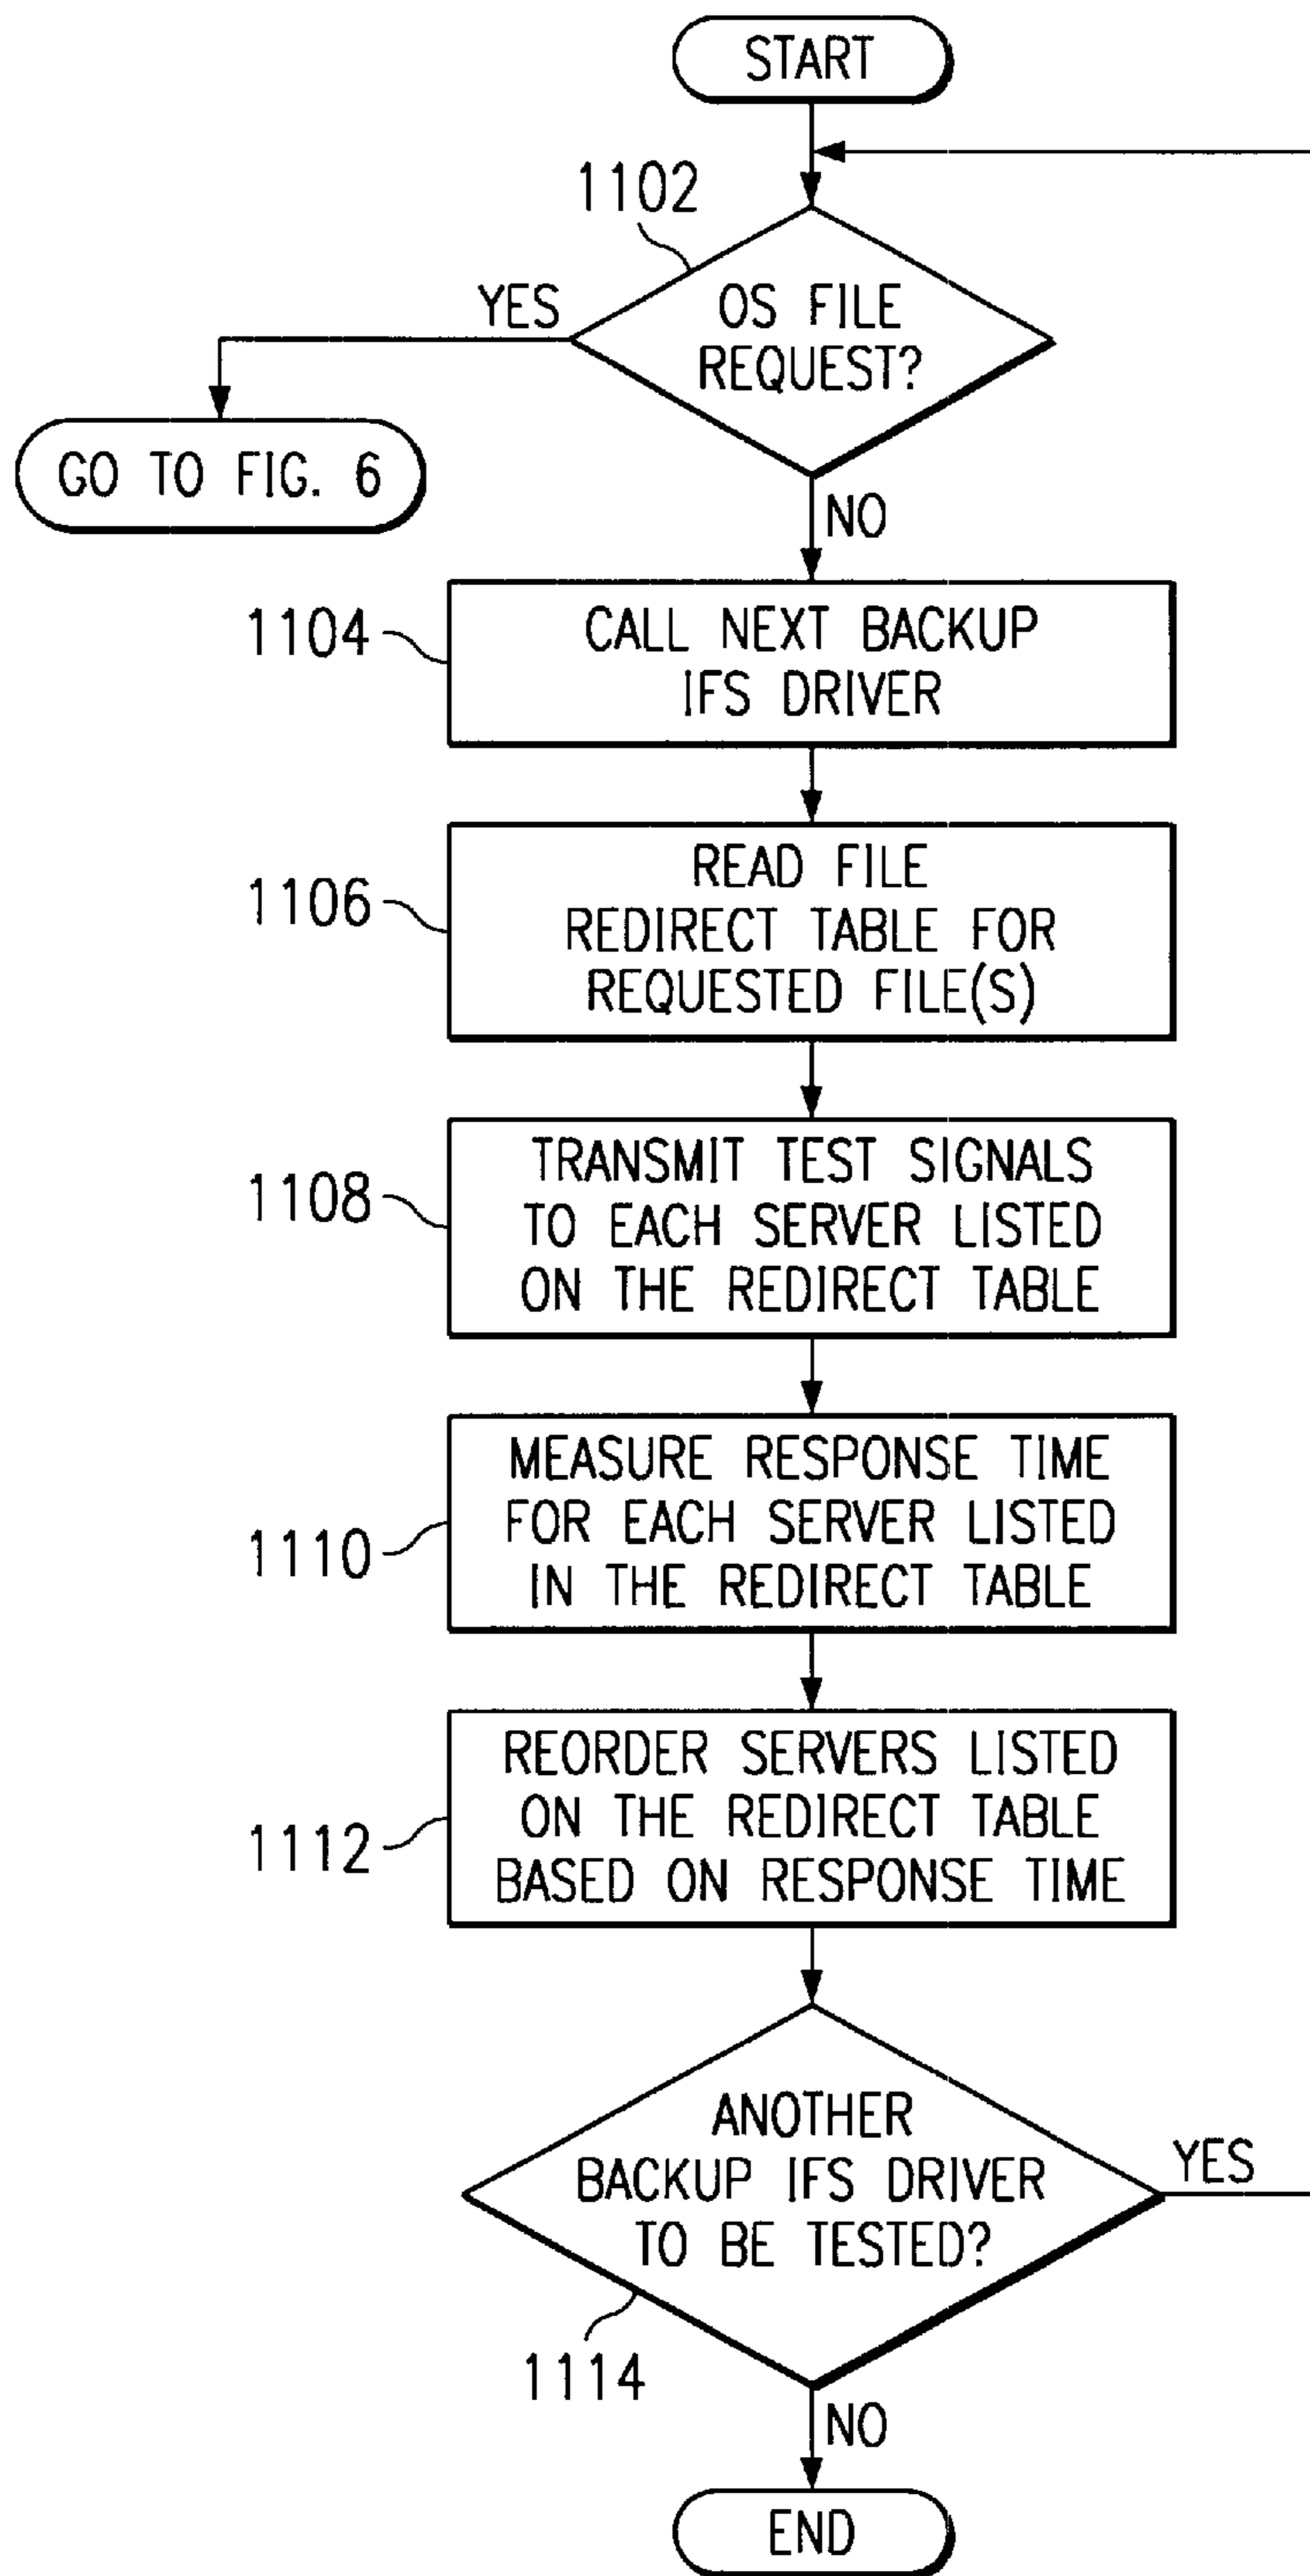 START
1102
OS FILE
REQUEST?
YES
GO TO FIG. 6
NO
1104
CALL NEXT BACKUP
IFS DRIVER
1106
READ FILE
REDIRECT TABLE FOR
REQUESTED FILE(S)
1108
TRANSMIT TEST SIGNALS
TO EACH SERVER LISTED
ON THE REDIRECT TABLE
1110
MEASURE RESPONSE TIME
FOR EACH SERVER LISTED
IN THE REDIRECT TABLE
1112
REORDER SERVERS LISTED
ON THE REDIRECT TABLE
BASED ON RESPONSE TIME
ANOTHER
BACKUP IFS DRIVER
TO BE TESTED?
YES
1114
NO
END